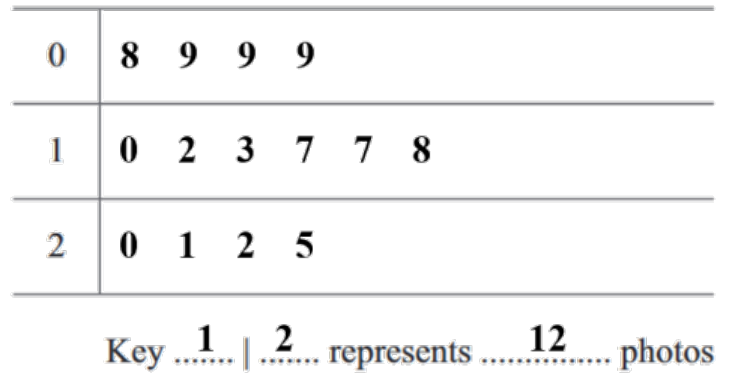 0 8 9 9 9
1 0 2 3 7 7 8
2 0 1 2 5
Key ...1... | ...2... represents ......12...... photos